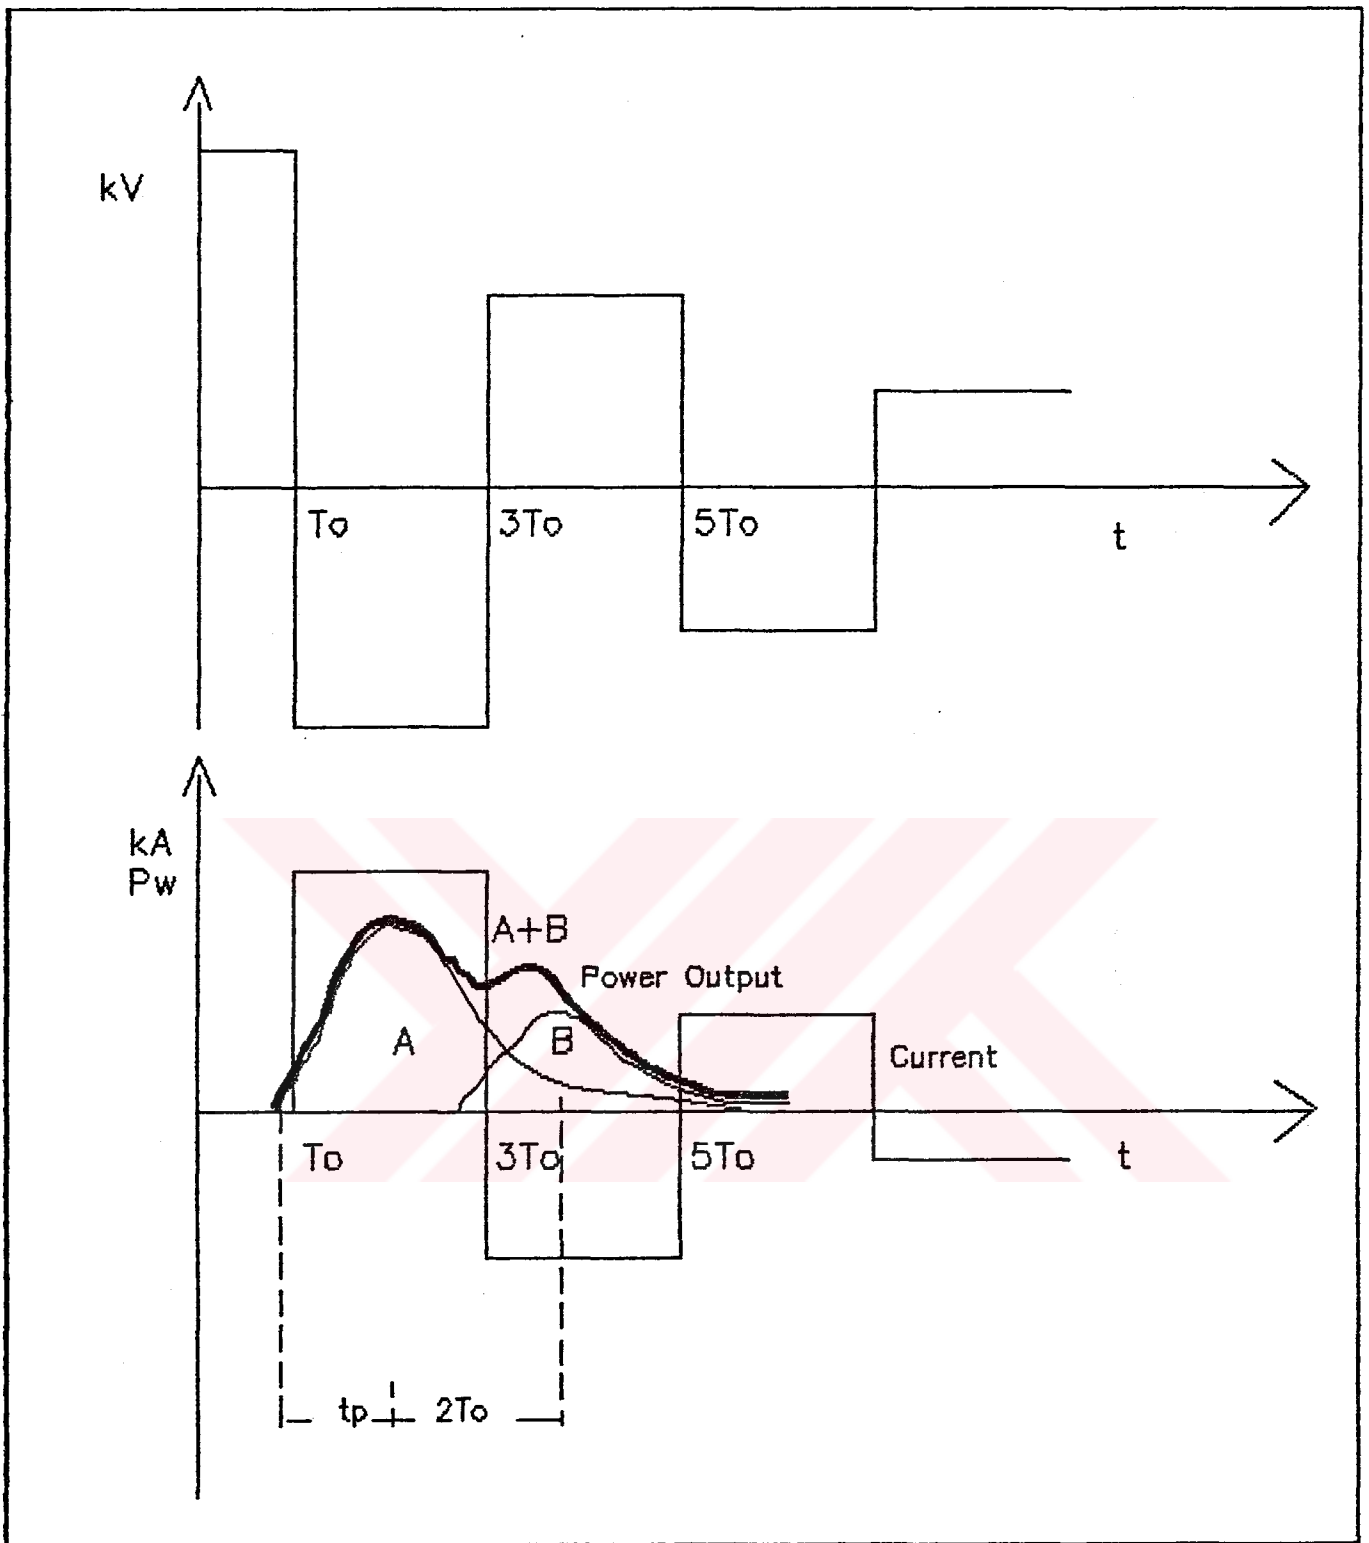 kV
To 3To 5To t
kA
Pw
A+B
Power Output
A B
Current
To 3To 5To t
tp 2To